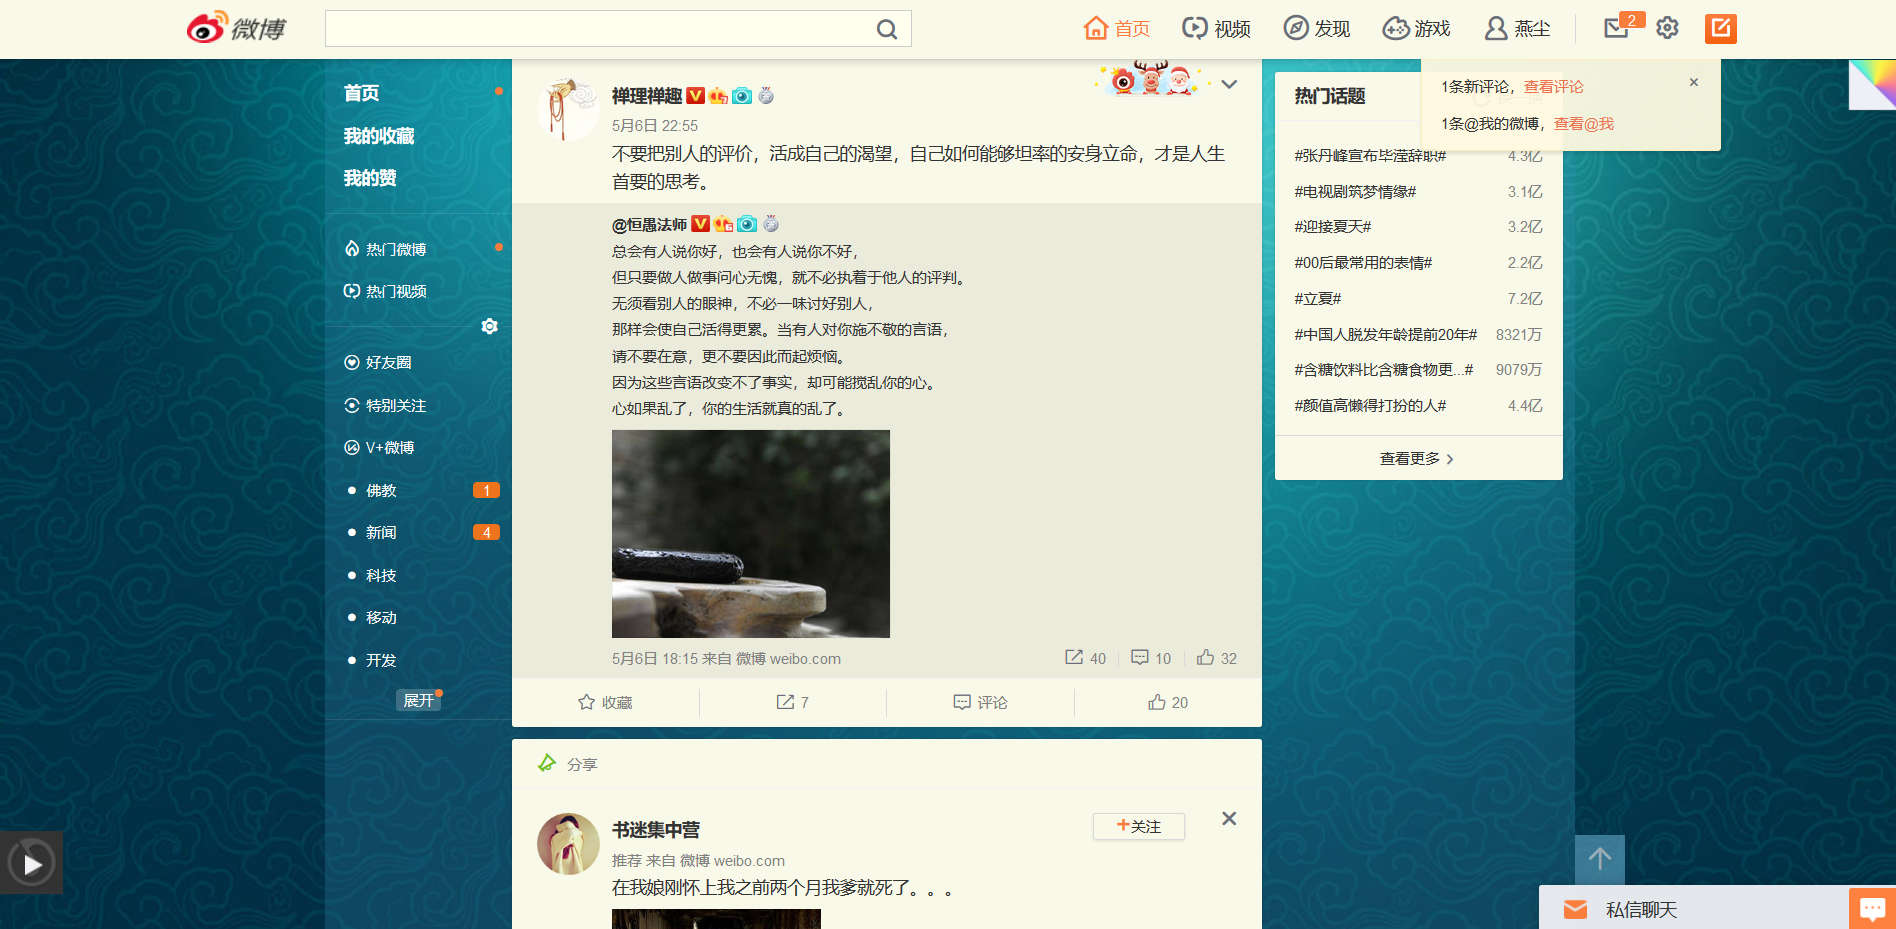 微博
首页
视频
发现
游戏
燕尘
2
首页
我的收藏
我的赞
热门微博
热门视频
好友圈
特别关注
V+微博
佛教 1
新闻 4
科技
移动
开发
展开
禅理禅趣
5月6日 22:55
不要把别人的评价，活成自己的渴望，自己如何能够坦率的安身立命，才是人生
首要的思考。
@恒愚法师
总会有人说你好，也会有人说你不好，
但只要做人做事问心无愧，就不必执着于他人的评判。
无须看别人的眼神，不必一味讨好别人，
那样会使自己活得更累。当有人对你施不敬的言语，
请不要在意，更不要因此而起烦恼。
因为这些言语改变不了事实，却可能搅乱你的心。
心如果乱了，你的生活就真的乱了。
5月6日 18:15 来自 微博 weibo.com
40
10
32
收藏
7
评论
20
分享
书迷集中营
+关注
推荐 来自 微博 weibo.com
在我娘刚怀上我之前两个月我爹就死了。。。
热门话题
1条新评论，查看评论
1条@我的微博，查看@我
#张丹峰宣布毕滢辞职# 4.3亿
#电视剧筑梦情缘# 3.1亿
#迎接夏天# 3.2亿
#00后最常用的表情# 2.2亿
#立夏# 7.2亿
#中国人脱发年龄提前20年# 8321万
#含糖饮料比含糖食物更...# 9079万
#颜值高懒得打扮的人# 4.4亿
查看更多
私信聊天